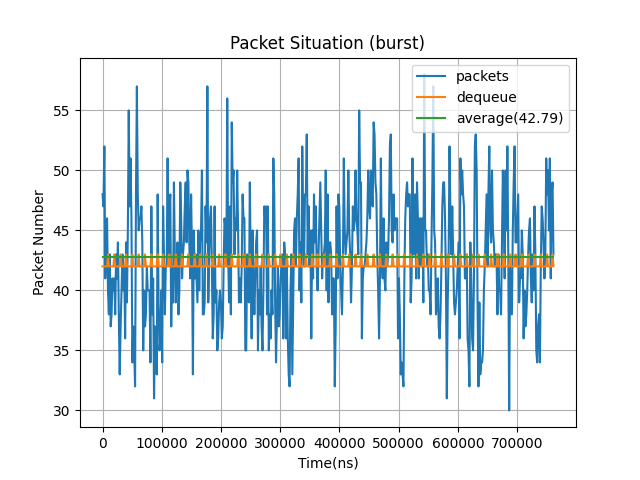 Packet Situation (burst)
packets
dequeue
average(42.79)
Packet Number
55
50
45
40
35
30
0
100000
200000
300000
400000
500000
600000
700000
Time(ns)